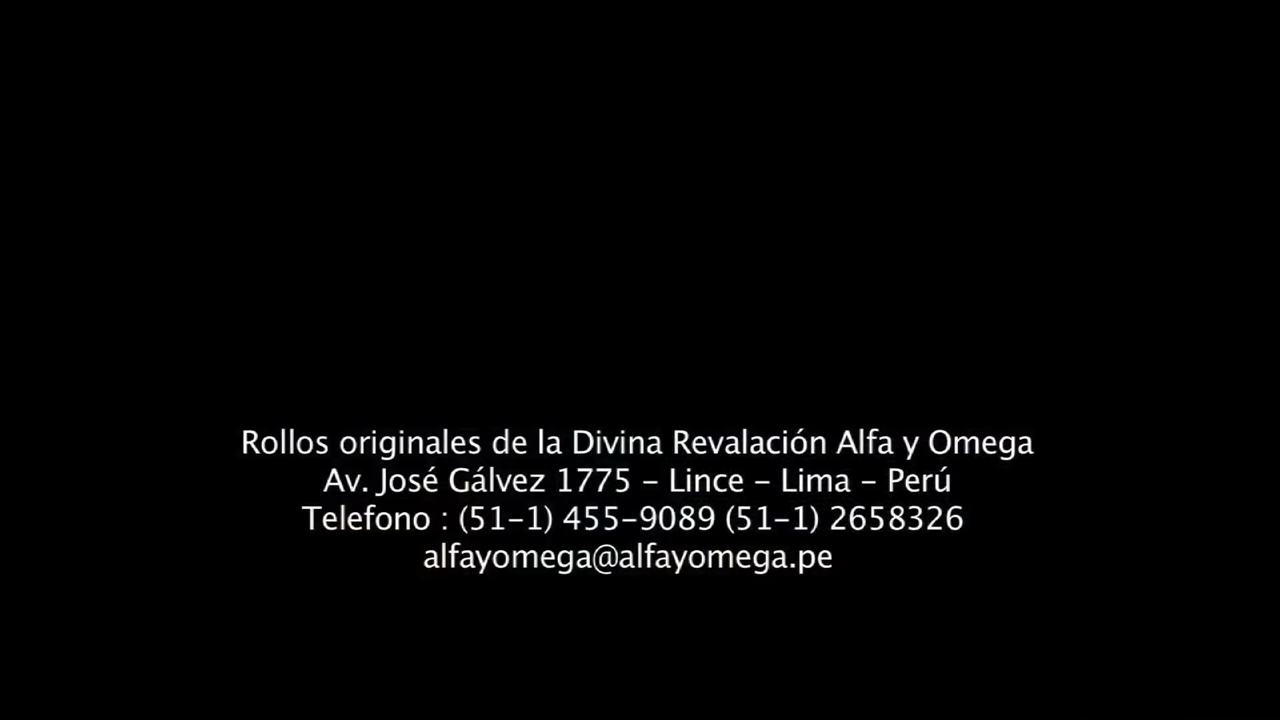 Rollos originales de la Divina Revalación Alfa y Omega
Av. José Gálvez 1775 - Lince - Lima - Perú
Telefono : (51-1) 455-9089 (51-1) 2658326
alfayomega@alfayomega.pe